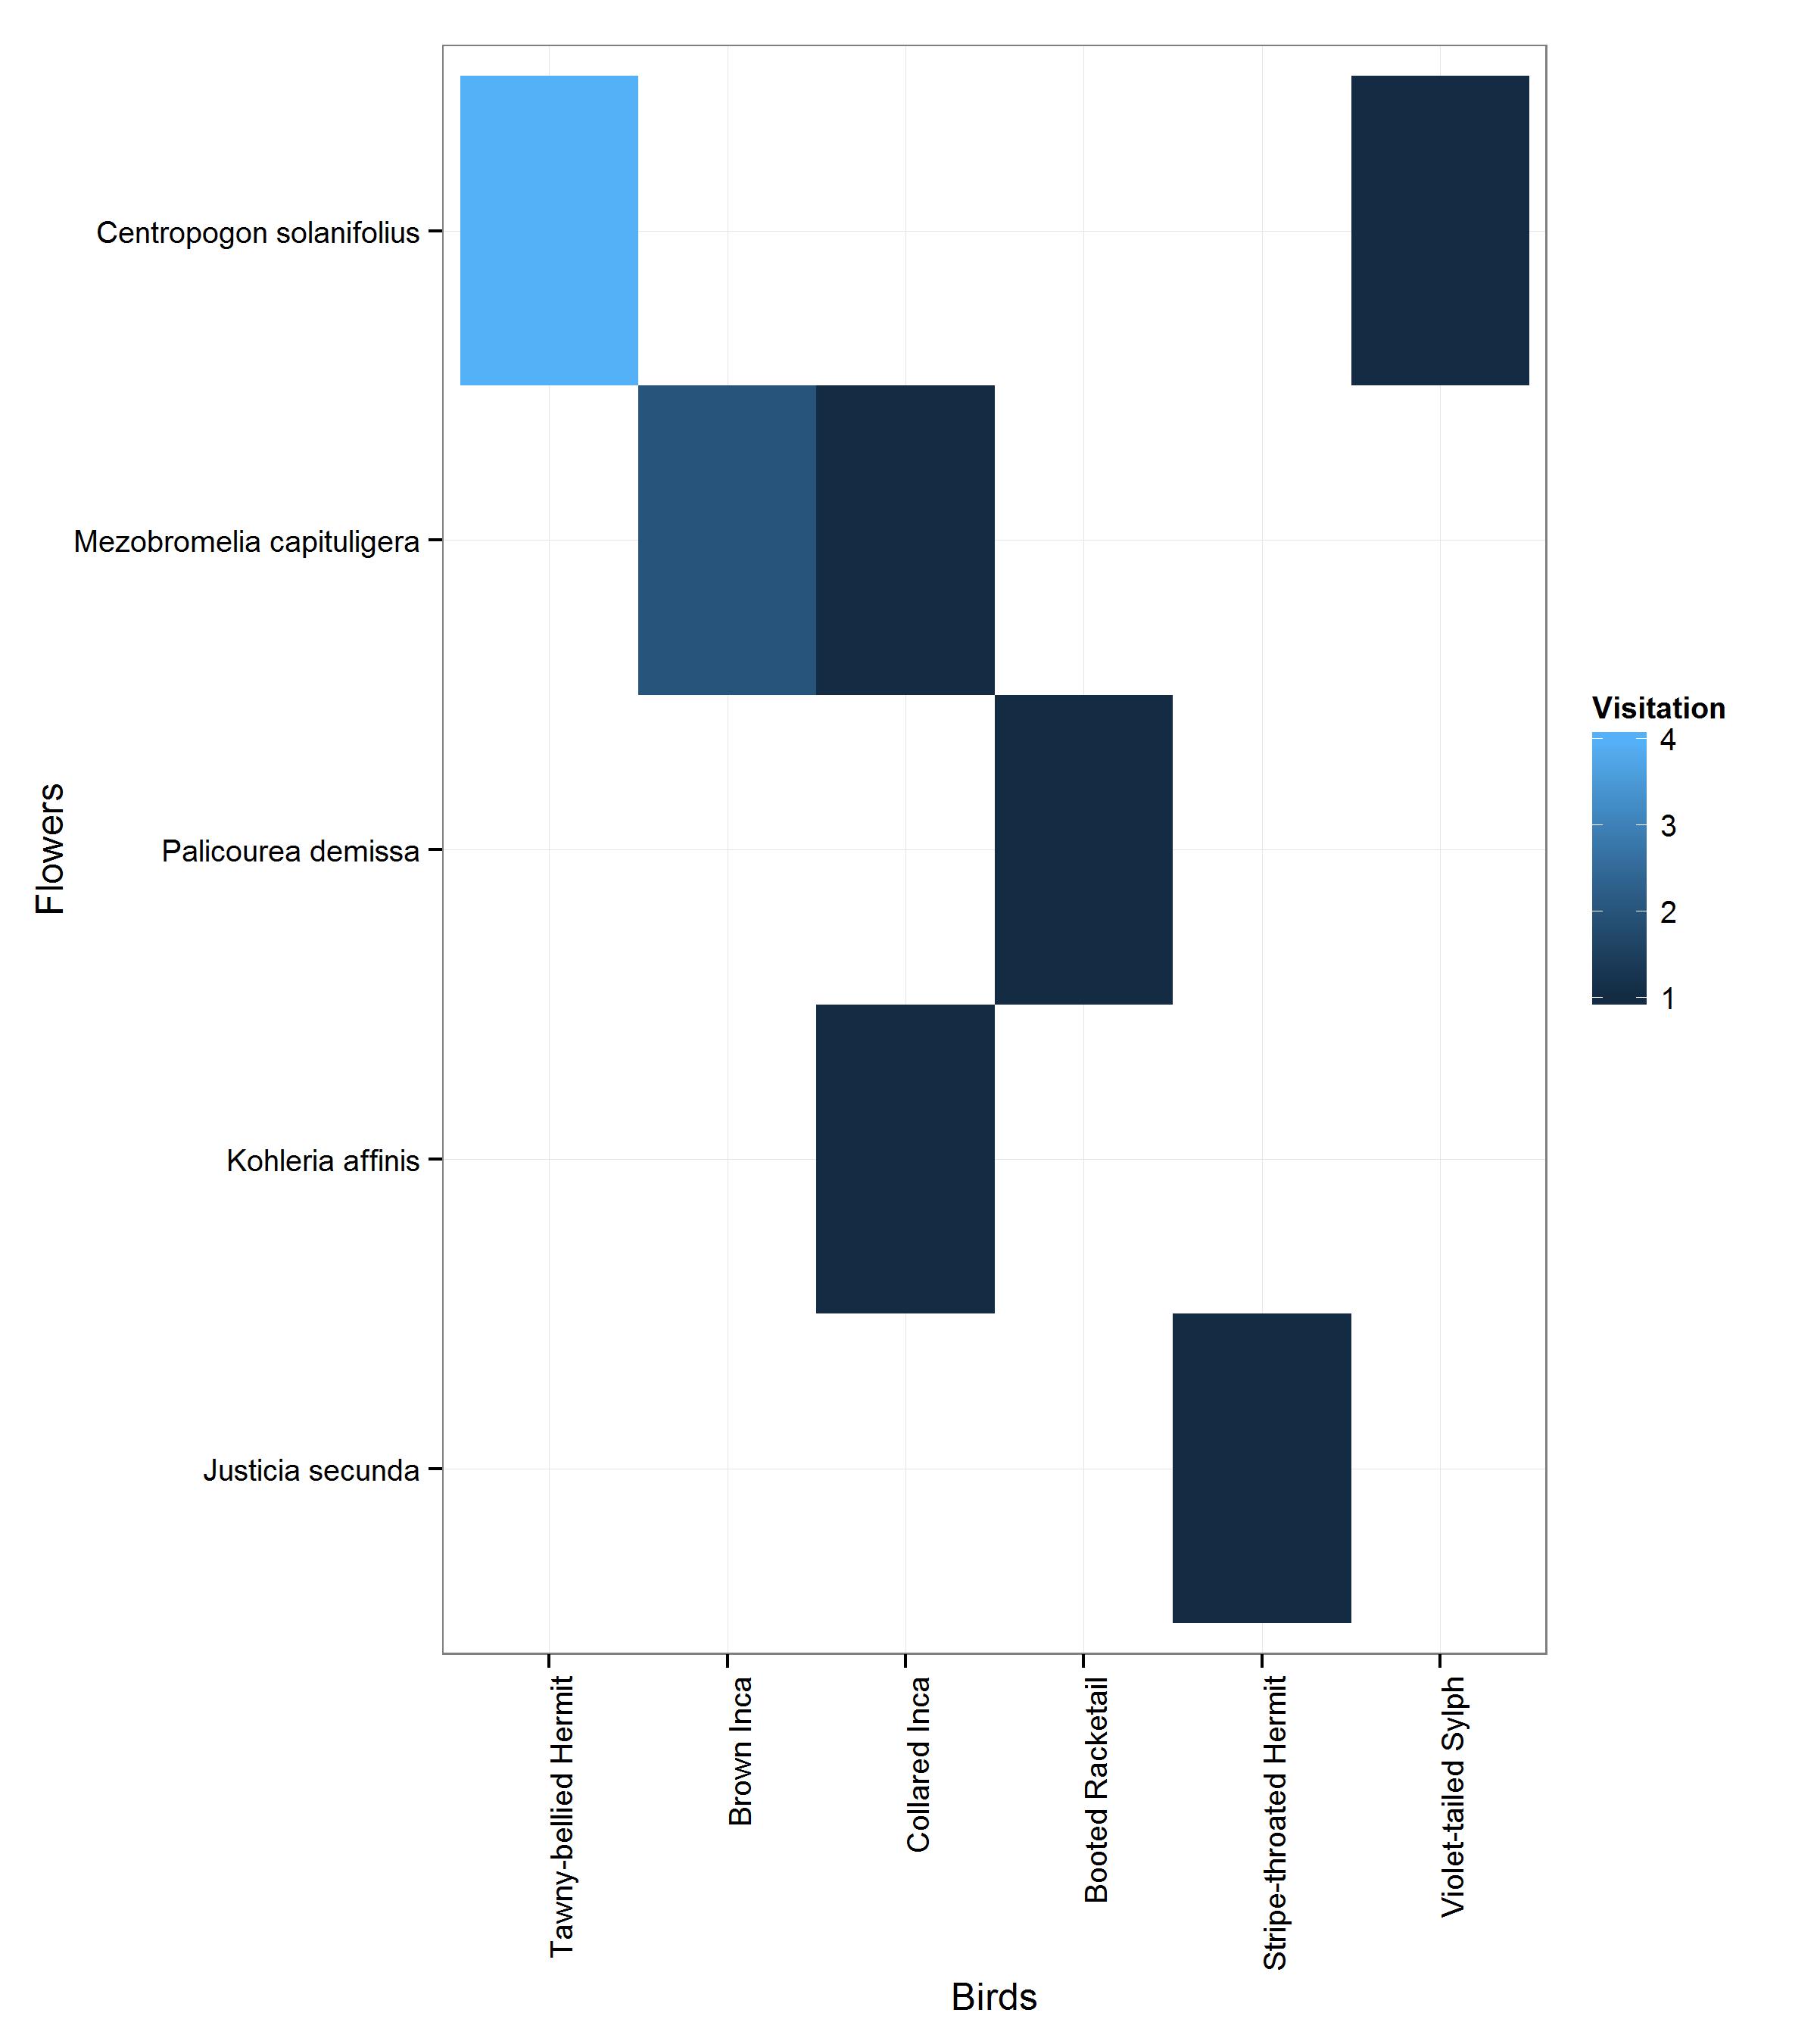 Centropogon solanifolius
Mezobromelia capituligera
Palicourea demissa
Kohleria affinis
Justicia secunda
Flowers
Tawny-bellied Hermit
Brown Inca
Collared Inca
Booted Racketail
Stripe-throated Hermit
Violet-tailed Sylph
Birds
Visitation
4
3
2
1